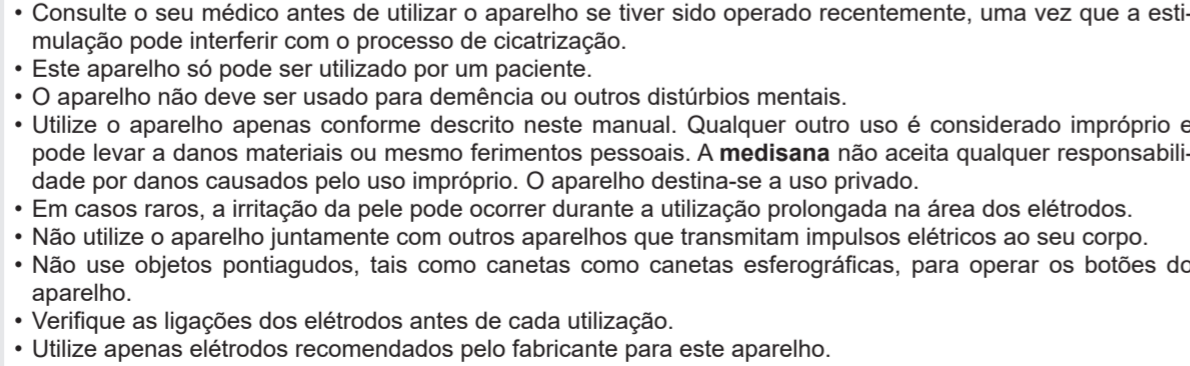 • Consulte o seu médico antes de utilizar o aparelho se tiver sido operado recentemente, uma vez que a esti-
mulação pode interferir com o processo de cicatrização.
• Este aparelho só pode ser utilizado por um paciente.
• O aparelho não deve ser usado para demência ou outros distúrbios mentais.
• Utilize o aparelho apenas conforme descrito neste manual. Qualquer outro uso é considerado impróprio e
pode levar a danos materiais ou mesmo ferimentos pessoais. A medisana não aceita qualquer responsabili-
dade por danos causados pelo uso impróprio. O aparelho destina-se a uso privado.
• Em casos raros, a irritação da pele pode ocorrer durante a utilização prolongada na área dos elétrodos.
• Não utilize o aparelho juntamente com outros aparelhos que transmitam impulsos elétricos ao seu corpo.
• Não use objetos pontiagudos, tais como canetas como canetas esferográficas, para operar os botões do
aparelho.
• Verifique as ligações dos elétrodos antes de cada utilização.
• Utilize apenas elétrodos recomendados pelo fabricante para este aparelho.